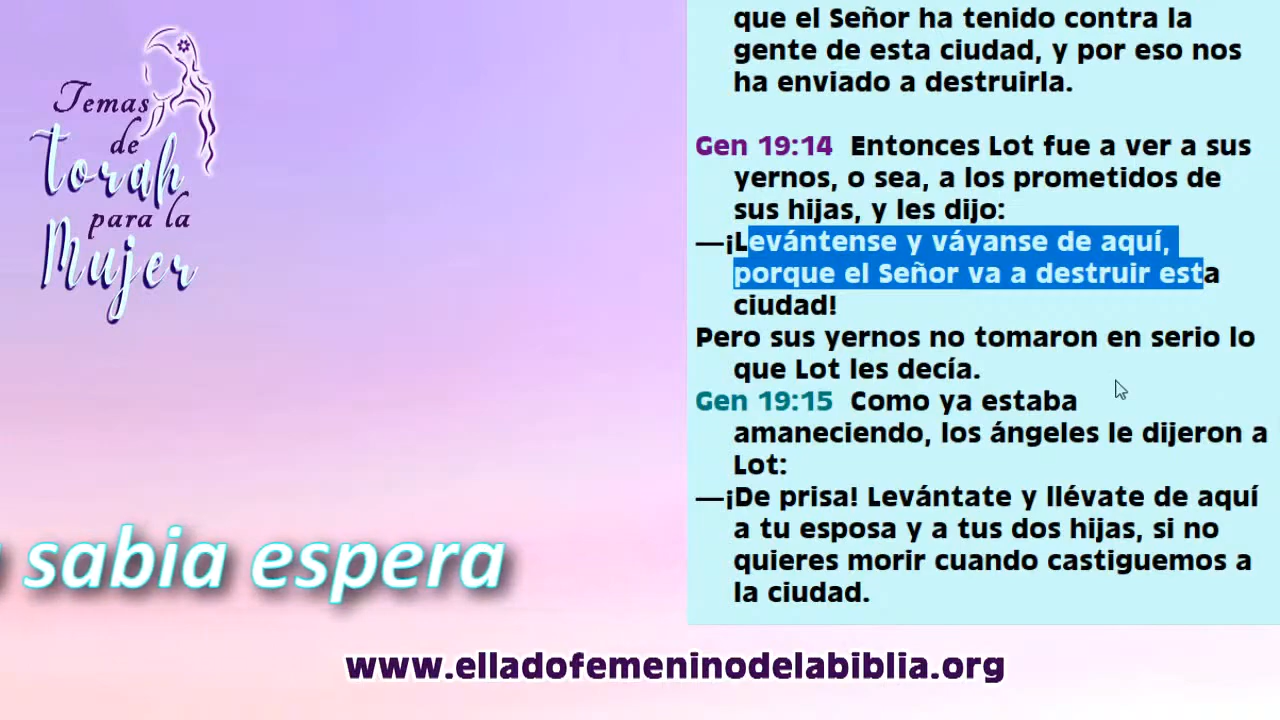 Temas
de
torah
para la
Mujer
que el Señor ha tenido contra la
gente de esta ciudad, y por eso nos
ha enviado a destruirla.
Gen 19:14 Entonces Lot fue a ver a sus
yernos, o sea, a los prometidos de
sus hijas, y les dijo:
—¡Levántense y váyanse de aquí,
porque el Señor va a destruir esta
ciudad!
Pero sus yernos no tomaron en serio lo
que Lot les decía.
Gen 19:15 Como ya estaba
amaneciendo, los ángeles le dijeron a
Lot:
—¡De prisa! Levántate y llévate de aquí
a tu esposa y a tus dos hijas, si no
quieres morir cuando castiguemos a
la ciudad.
sabia espera
www.elladofemeninodelabiblia.org